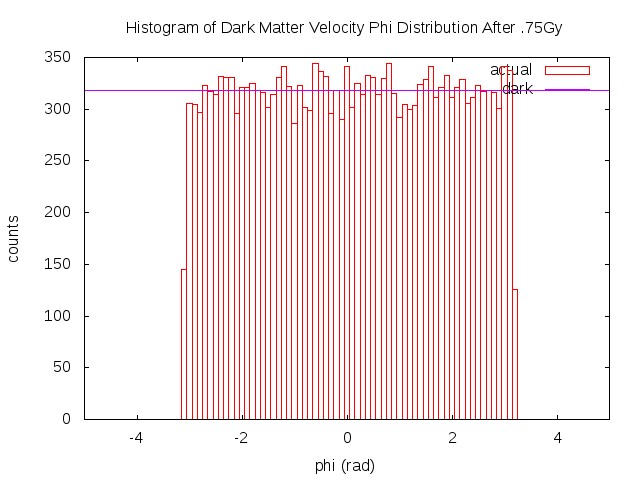 Histogram of Dark Matter Velocity Phi Distribution After .75Gy
350
300
250
200
150
100
50
0
counts
-4
-2
0
2
4
phi (rad)
actual
dark